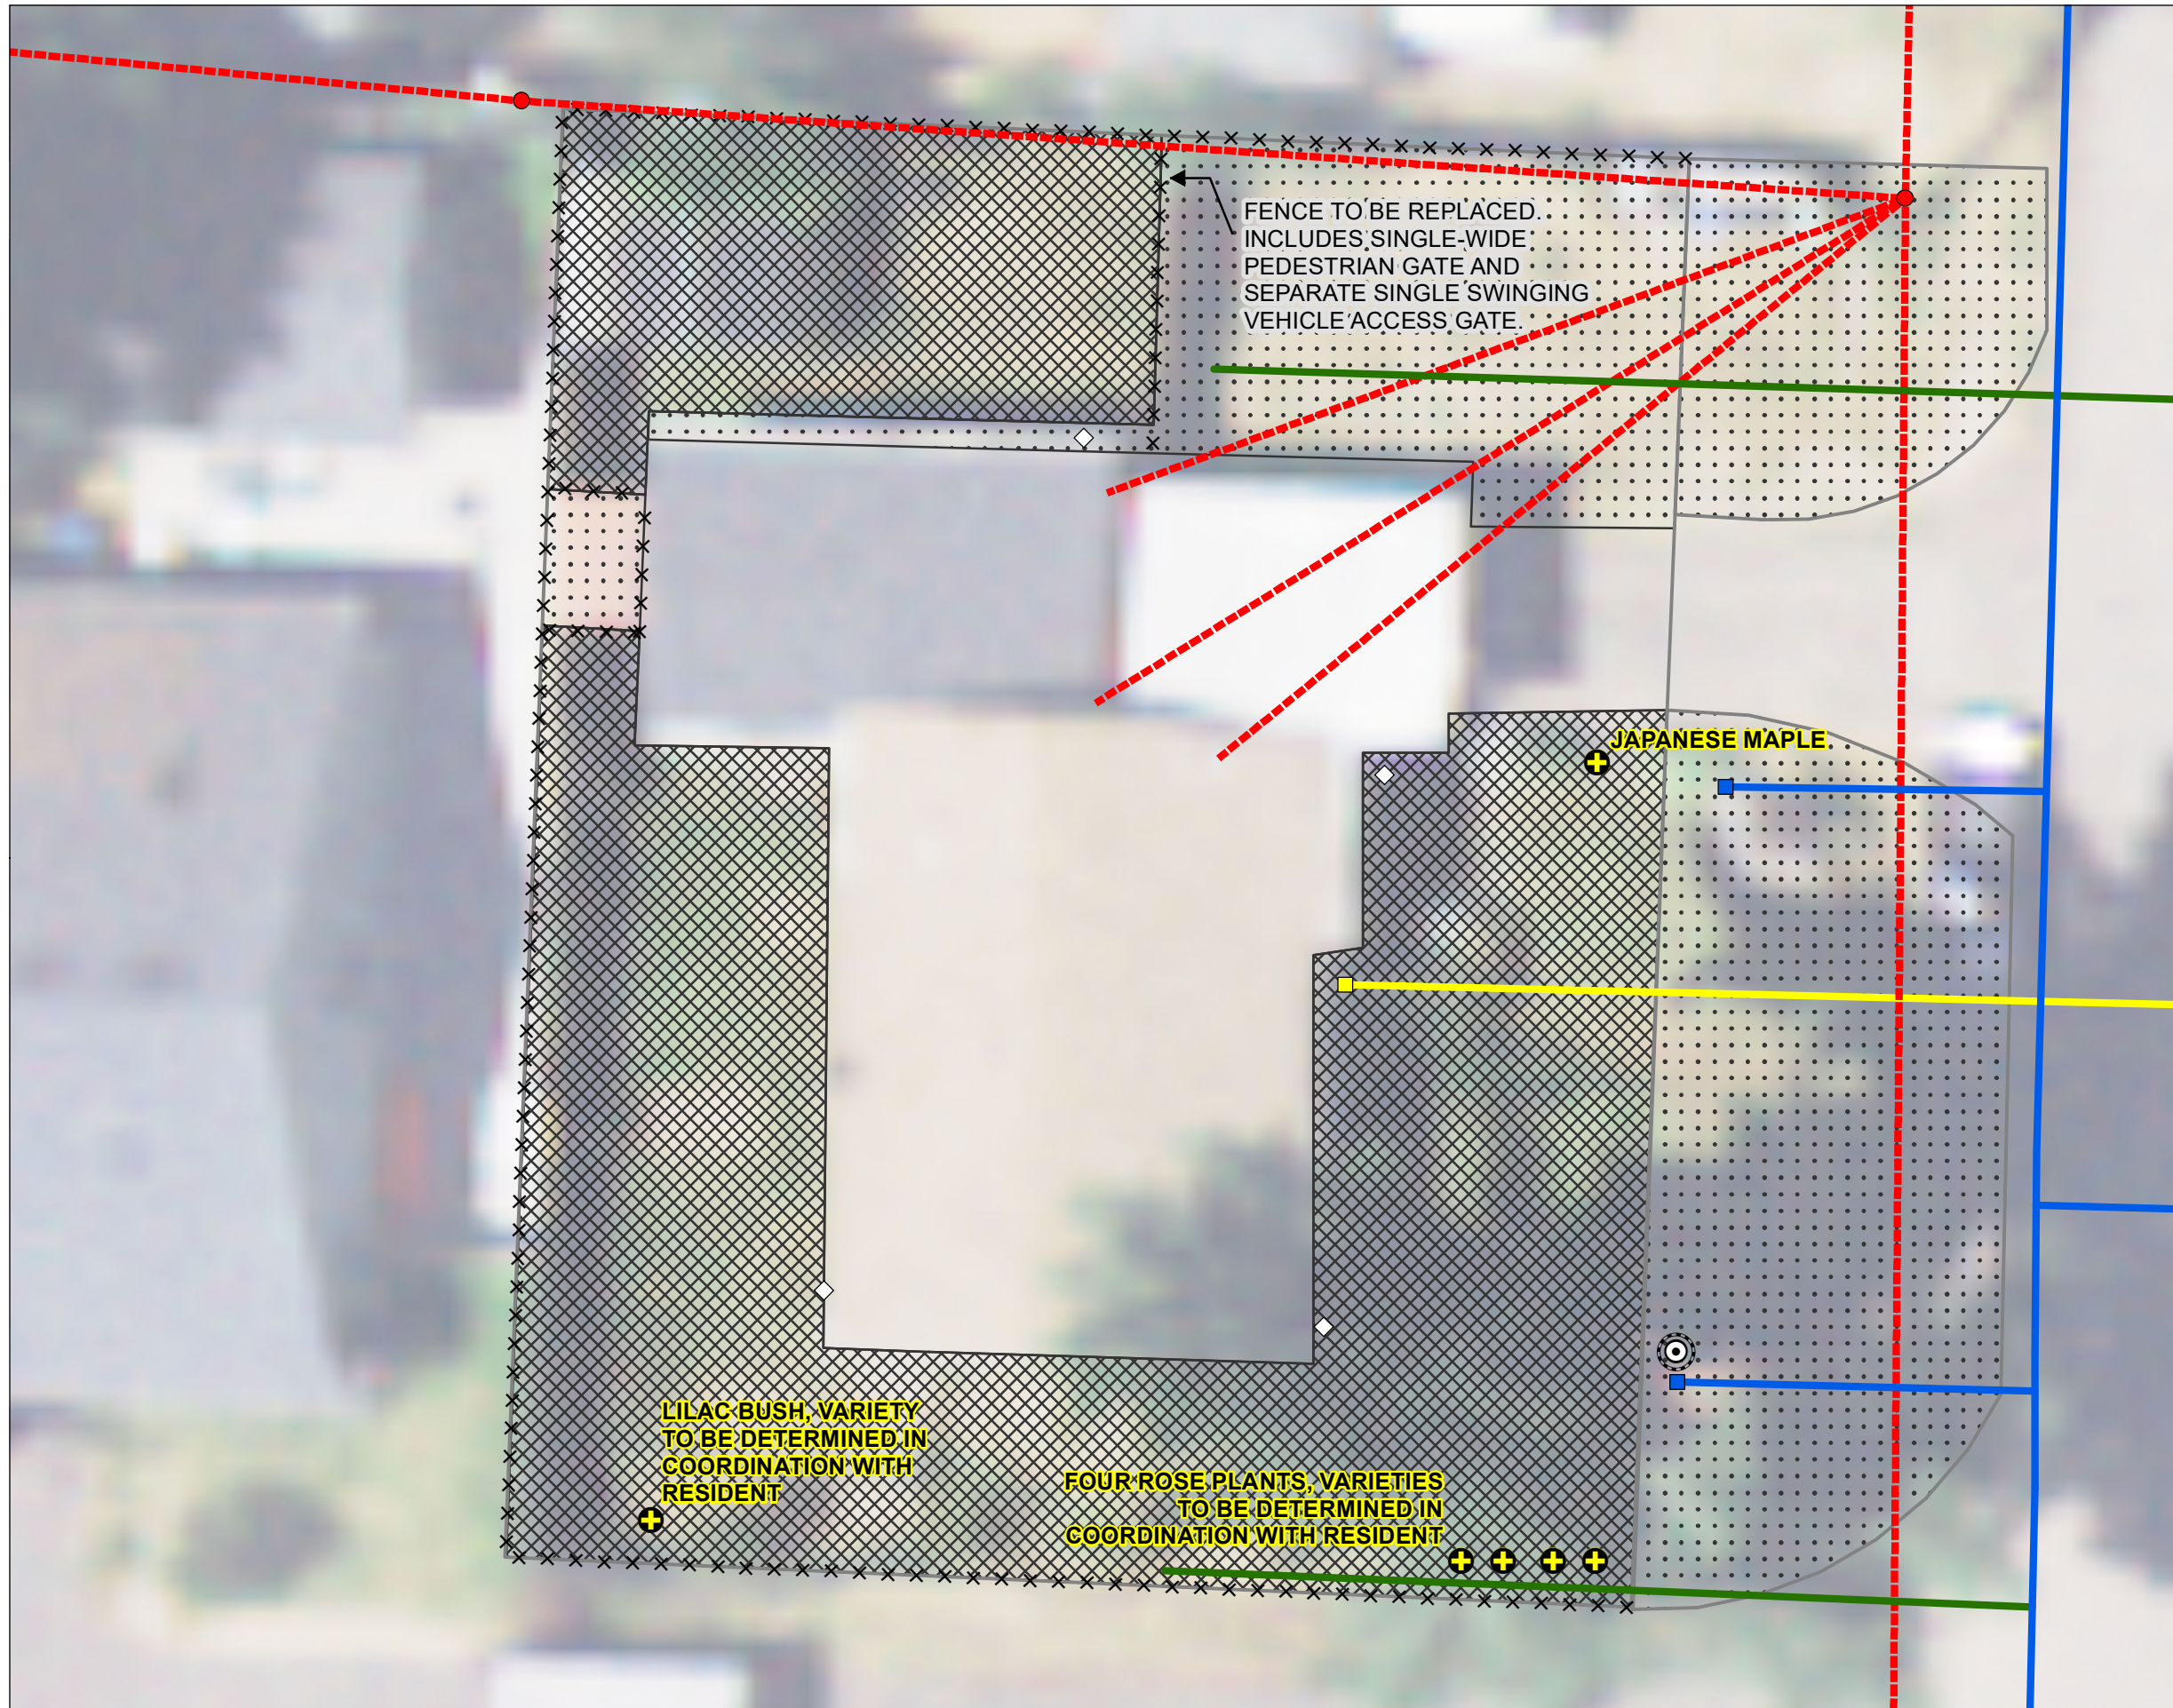 FENCE TO BE REPLACED.
INCLUDES SINGLE-WIDE
PEDESTRIAN GATE AND
SEPARATE SINGLE SWINGING
VEHICLE ACCESS GATE.
JAPANESE MAPLE
LILAC BUSH, VARIETY
TO BE DETERMINED IN
COORDINATION WITH
RESIDENT
FOUR ROSE PLANTS, VARIETIES
TO BE DETERMINED IN
COORDINATION WITH RESIDENT